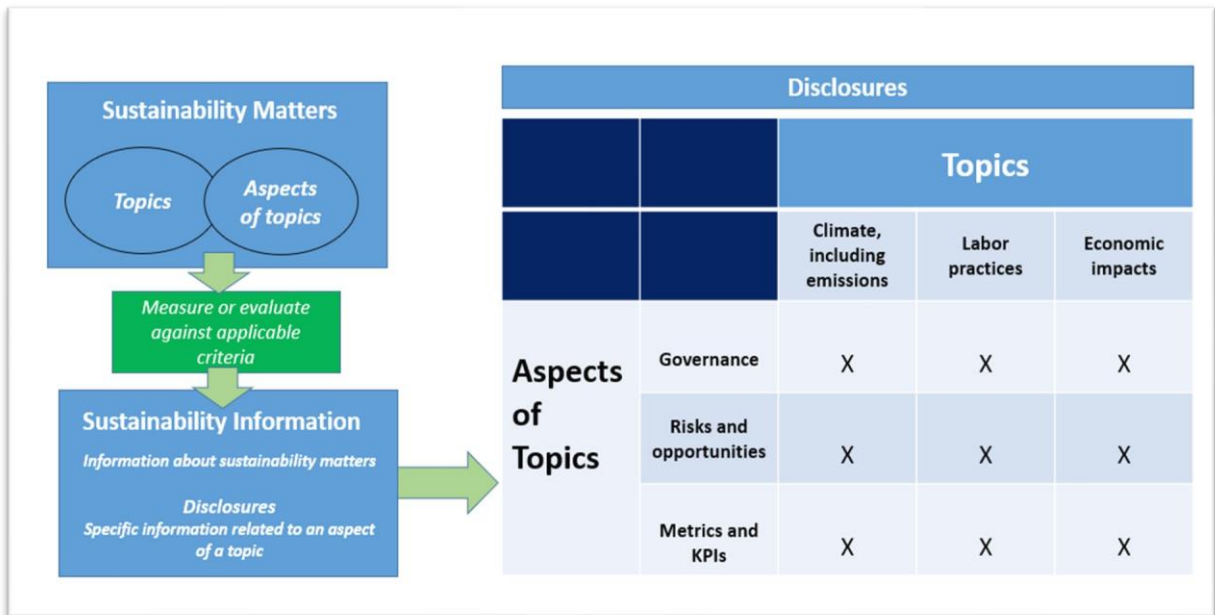 Sustainability Matters
Topics
Aspects
of topics
Measure or evaluate
against applicable
criteria
Sustainability Information
Information about sustainability matters
Disclosures
Specific information related to an aspect
of a topic
Disclosures
Topics
Climate,
including
emissions
Labor
practices
Economic
impacts
Aspects
of
Topics
Governance
X
X
X
Risks and
opportunities
X
X
X
Metrics and
KPIs
X
X
X